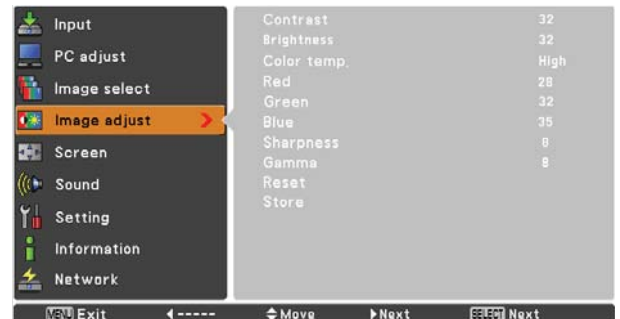 Input
PC adjust
Image select
Image adjust
Screen
Sound
Setting
Information
Network
Contrast 32
Brightness 32
Color temp. High
Red 28
Green 32
Blue 35
Sharpness 8
Gamma 8
Reset
Store
MENU Exit ----- Move Next SELECT Next